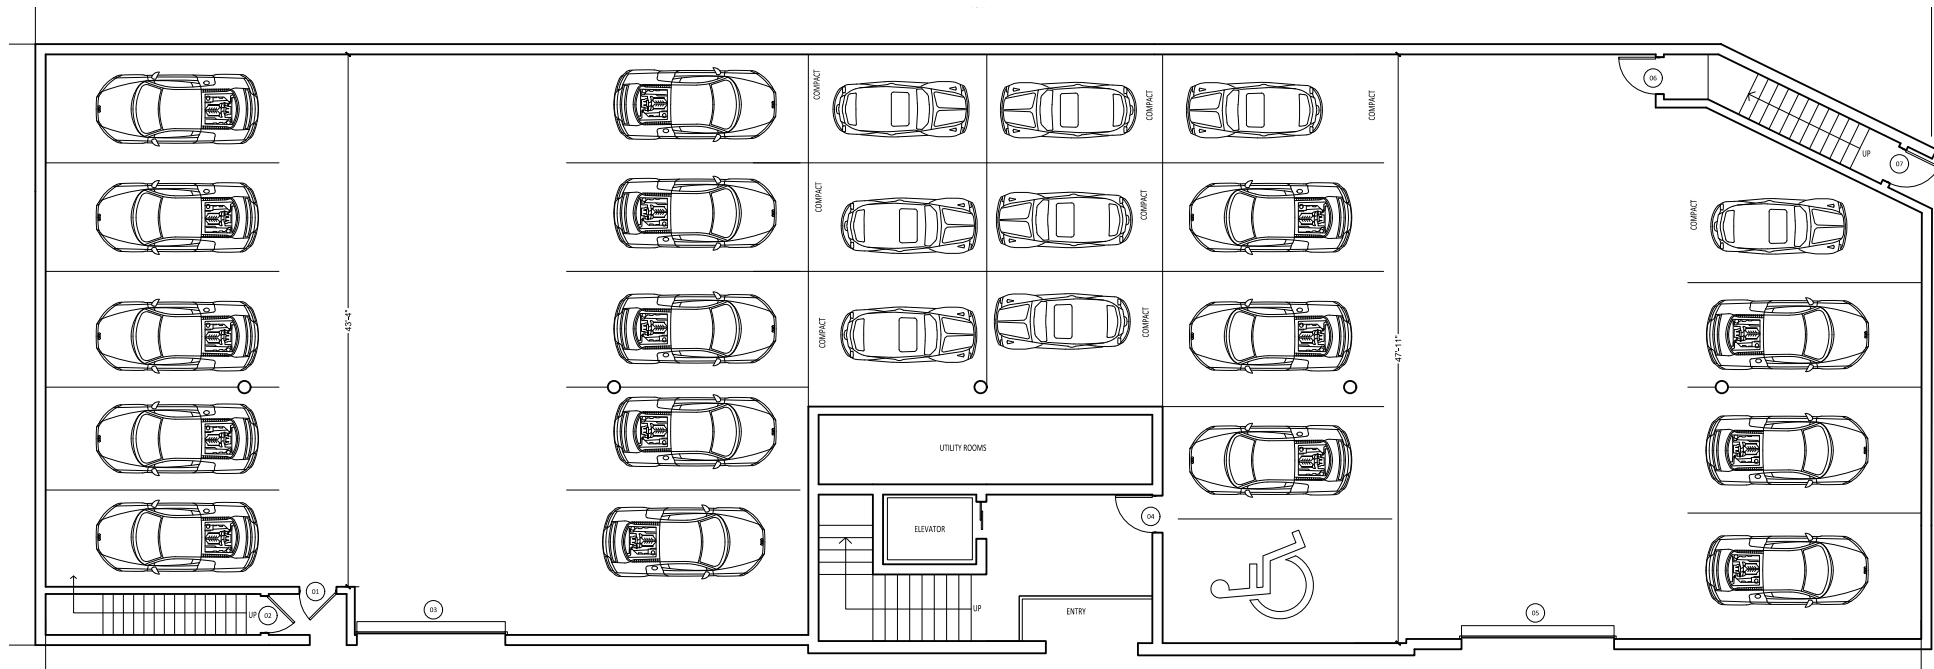 COMPACT
COMPACT
COMPACT
06
UP
07
COMPACT
COMPACT
COMPACT
43'-4"
COMPACT
COMPACT
47'-11"
UTILITY ROOMS
04
ELEVATOR
01
UP
02
03
UP
ENTRY
05